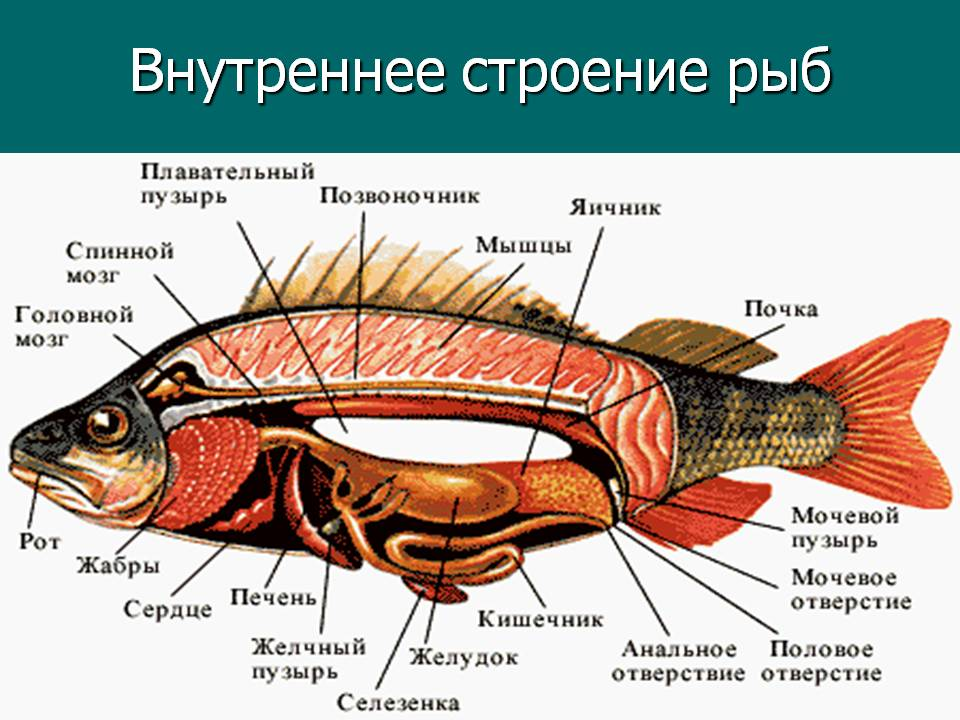 Внутреннее строение рыб
Плавательный
пузырь
Позвоночник
Яичник
Мышцы
Спинной
мозг
Головной
мозг
Почка
Рот
Жабры
Сердце
Печень
Желчный
пузырь
Селезенка
Желудок
Кишечник
Анальное
отверствие
Половое
отверстие
Мочевое
отверстие
Мочевой
пузырь